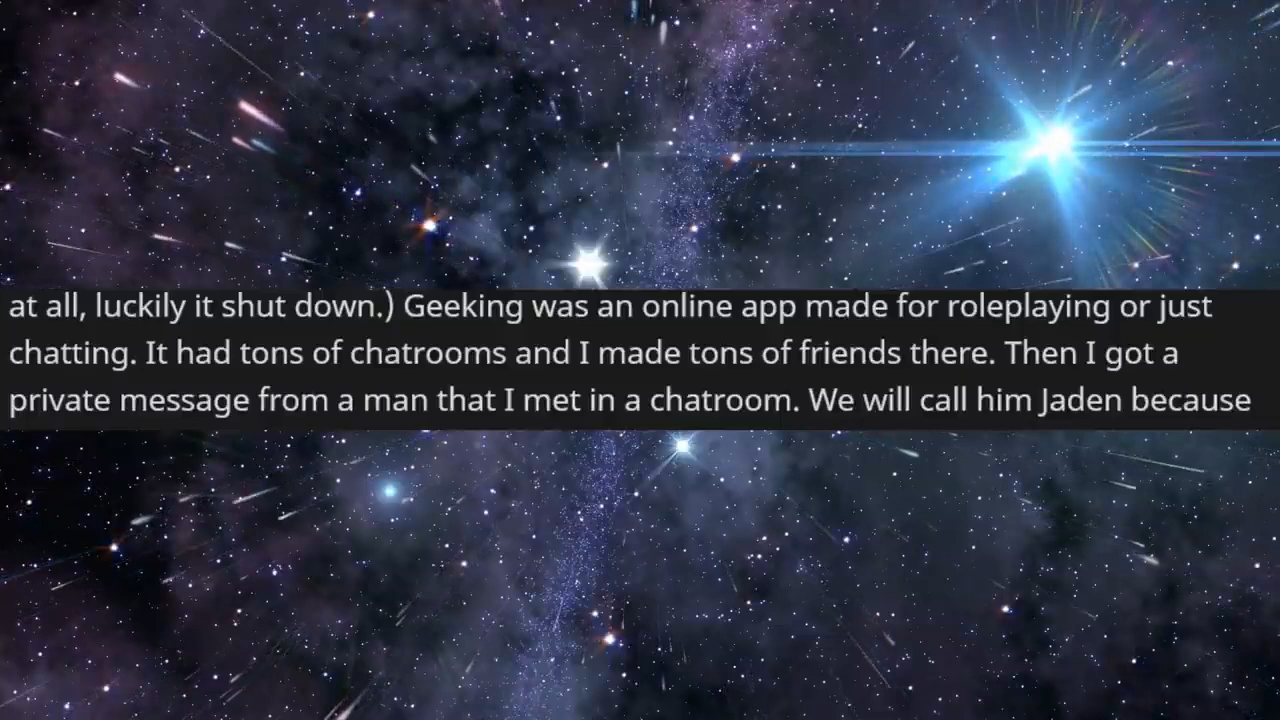 at all, luckily it shut down.) Geeking was an online app made for roleplaying or just
chatting. It had tons of chatrooms and I made tons of friends there. Then I got a
private message from a man that I met in a chatroom. We will call him Jaden because